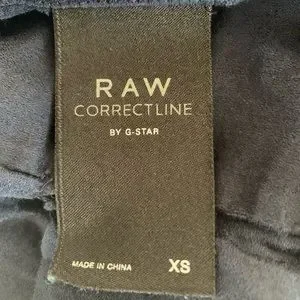 RAW
CORRECTLINE
BY G-STAR
MADE IN CHINA
XS